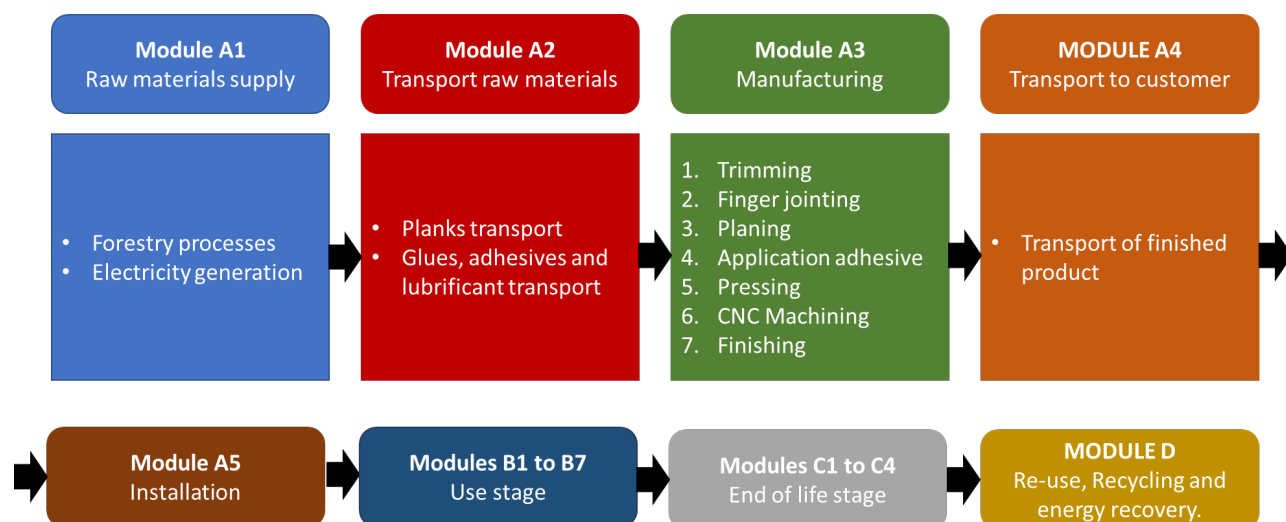 Module A1
Raw materials supply
Module A2
Transport raw materials
Module A3
Manufacturing
MODULE A4
Transport to customer
• Forestry processes
• Electricity generation
• Planks transport
• Glues, adhesives and
lubrificant transport
1. Trimming
2. Finger jointing
3. Planing
4. Application adhesive
5. Pressing
6. CNC Machining
7. Finishing
• Transport of finished
product
Module A5
Installation
Modules B1 to B7
Use stage
Modules C1 to C4
End of life stage
MODULE D
Re-use, Recycling and
energy recovery.